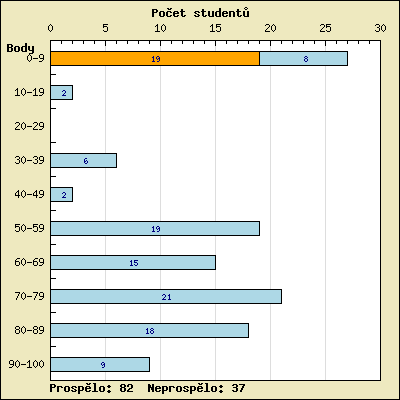 Počet studentů
0 5 10 15 20 25 30
Body
0-9 19 8
10-19 2
20-29
30-39 6
40-49 2
50-59 19
60-69 15
70-79 21
80-89 18
90-100 9
Prospělo: 82 Neprospělo: 37